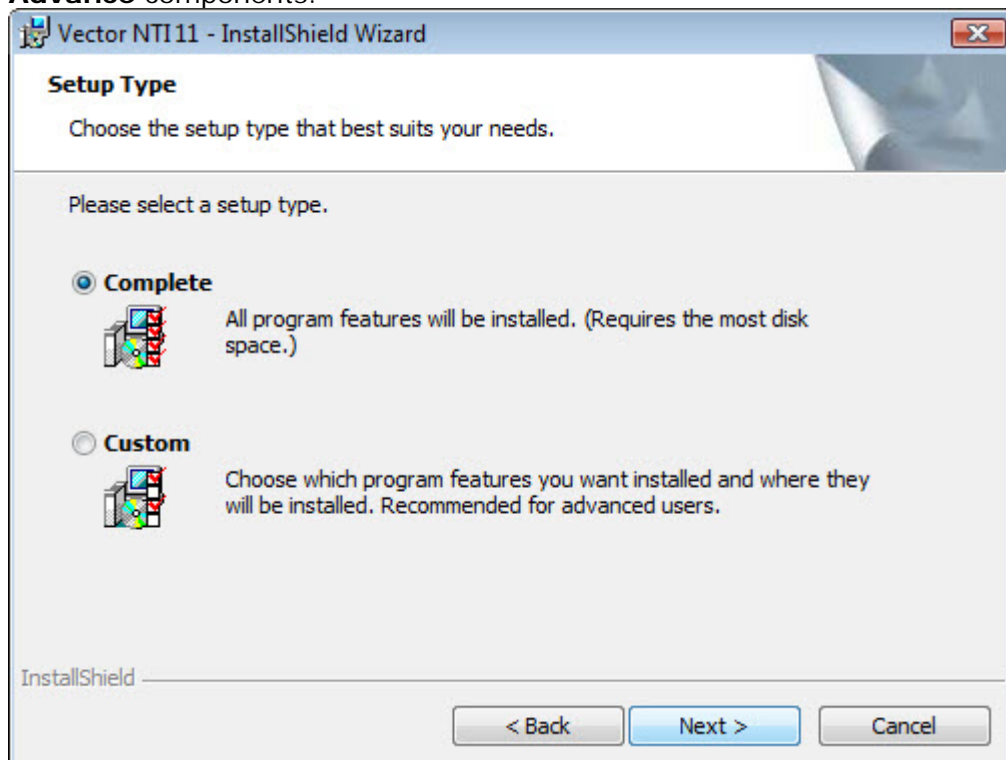 Advance components.
Vector NTI 11 - InstallShield Wizard
Setup Type
Choose the setup type that best suits your needs.
Please select a setup type.
Complete
All program features will be installed. (Requires the most disk
space.)
Custom
Choose which program features you want installed and where they
will be installed. Recommended for advanced users.
InstallShield
< Back
Next >
Cancel